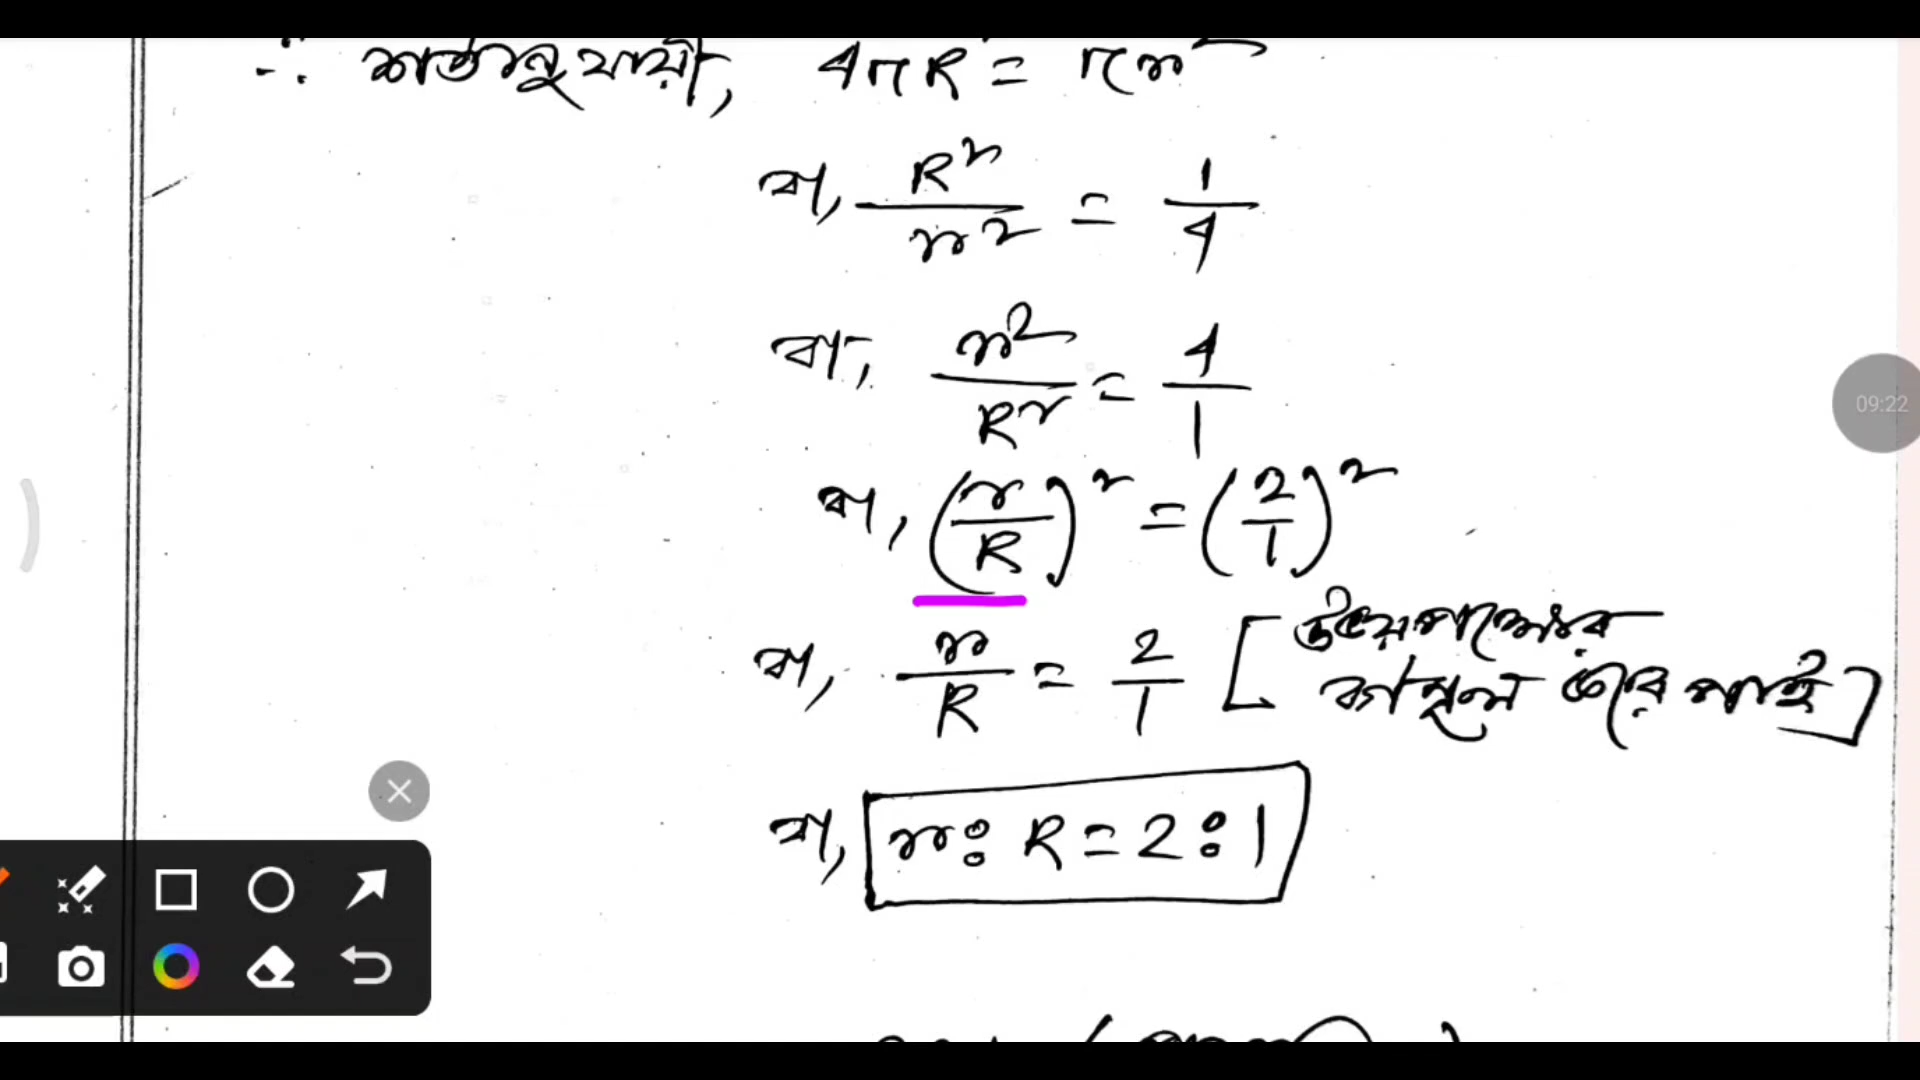 ∴ শর্তানুযায়ী, 4πR² = πr²
বা, R²/r² = 1/4
বা, r²/R² = 4/1
বা, (r/R)² = (2/1)²
বা, r/R = 2/1 [উভয়পক্ষের
বর্গমূল করে পাই]
বা, r : R = 2 : 1
09:22